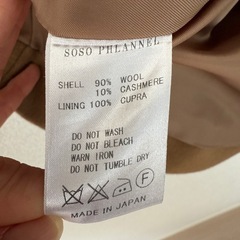 SOSO PHLANNEL
SHELL 90% WOOL
10% CASHMERE
LINING 100% CUPRA
DO NOT WASH
DO NOT BLEACH
WARM IRON
DO NOT TUMBLE DRY
F
MADE IN JAPAN